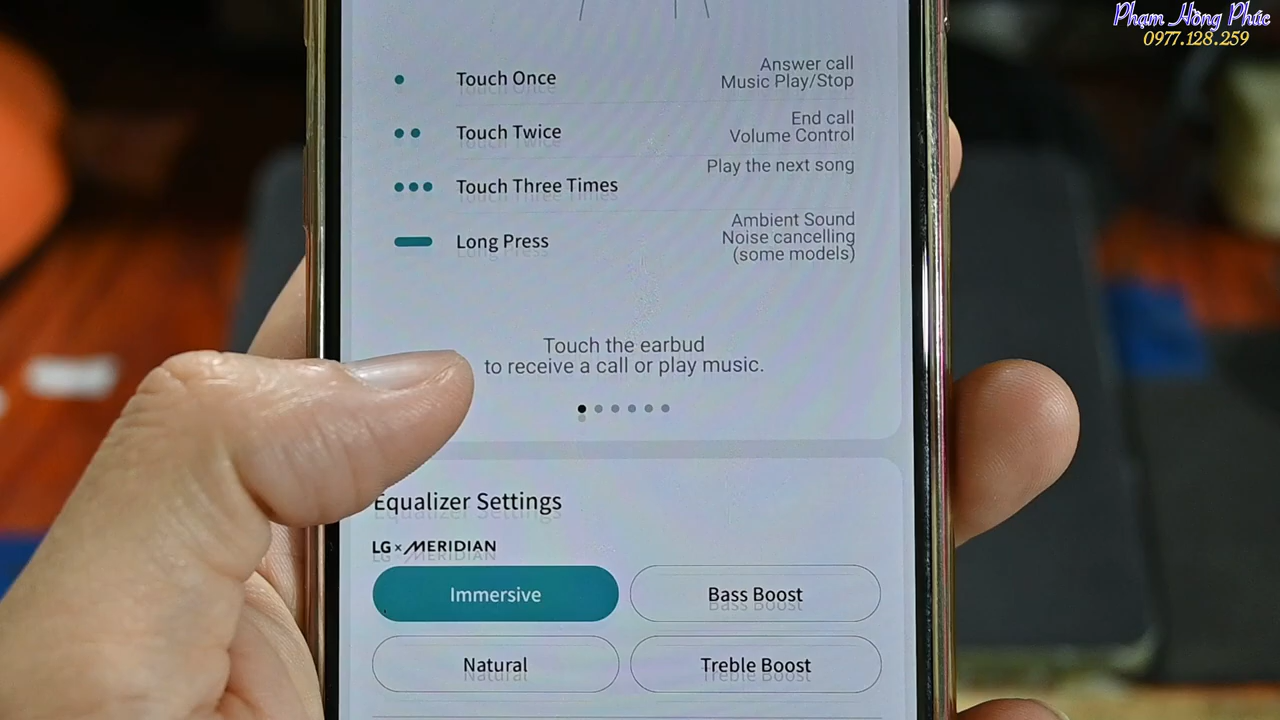 Phạm Hồng Phúc
0977.128.259
Touch Once
Answer call
Music Play/Stop
Touch Twice
End call
Volume Control
Touch Three Times
Play the next song
Long Press
Ambient Sound
Noise cancelling
(some models)
Touch the earbud
to receive a call or play music.
Equalizer Settings
LG × MERIDIAN
Immersive
Bass Boost
Natural
Treble Boost